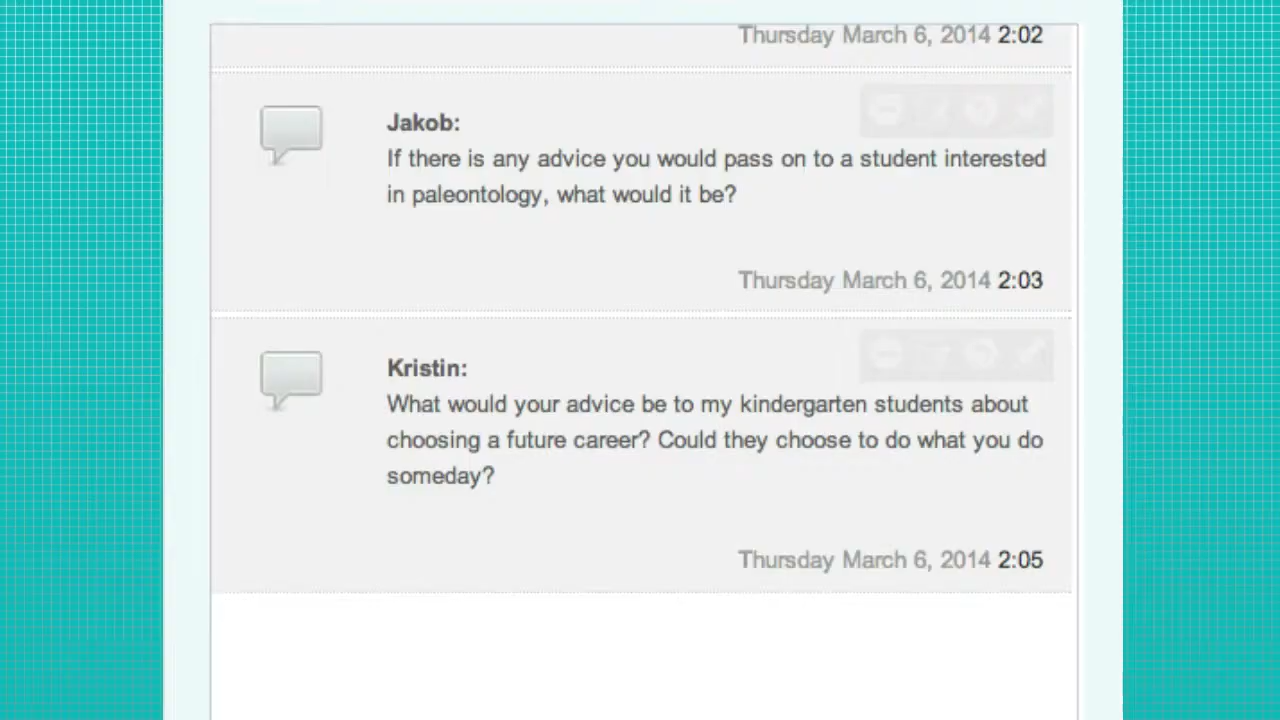 Thursday March 6, 2014 2:02
Jakob:
If there is any advice you would pass on to a student interested
in paleontology, what would it be?
Thursday March 6, 2014 2:03
Kristin:
What would your advice be to my kindergarten students about
choosing a future career? Could they choose to do what you do
someday?
Thursday March 6, 2014 2:05